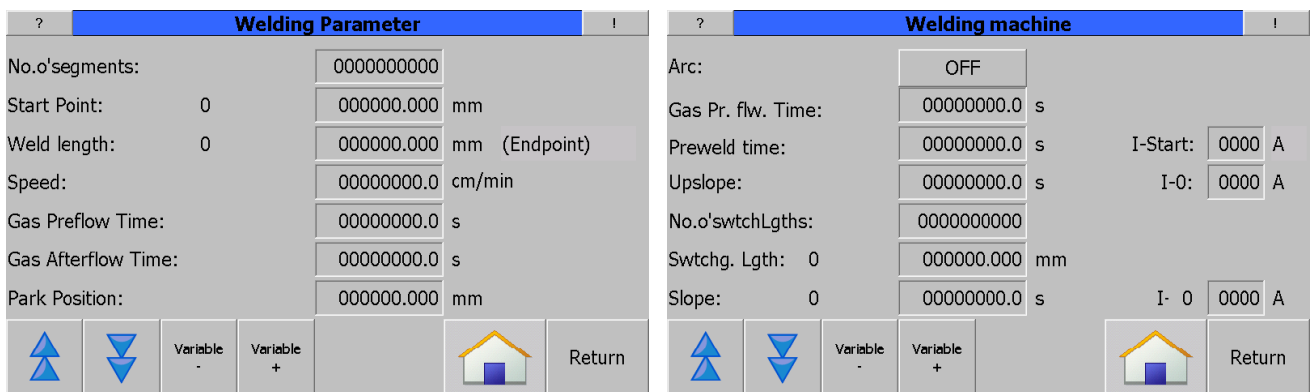 ? Welding Parameter !
No.o'segments: 0000000000
Start Point: 0 000000.000 mm
Weld length: 0 000000.000 mm (Endpoint)
Speed: 00000000.0 cm/min
Gas Preflow Time: 00000000.0 s
Gas Afterflow Time: 00000000.0 s
Park Position: 000000.000 mm
Variable - Variable + Return
? Welding machine !
Arc: OFF
Gas Pr. flw. Time: 00000000.0 s
Preweld time: 00000000.0 s I-Start: 0000 A
Upslope: 00000000.0 s I-0: 0000 A
No.o'swtchLgths: 0000000000
Swtchg. Lgth: 0 000000.000 mm
Slope: 0 00000000.0 s I- 0 0000 A
Variable - Variable + Return